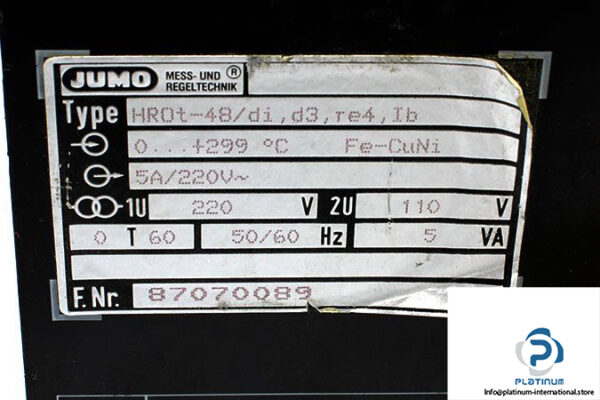 JUMO MESS- UND REGELTECHNIK ®
Type HROt-48/di,d3,re4,Ib
0...+299 °C Fe-CuNi
5A/220V~
1U 220 V 2U 110 V
0 T 60 50/60 Hz 5 VA
F.Nr. 87070089
PLATINUM
Info@platinum-international.store